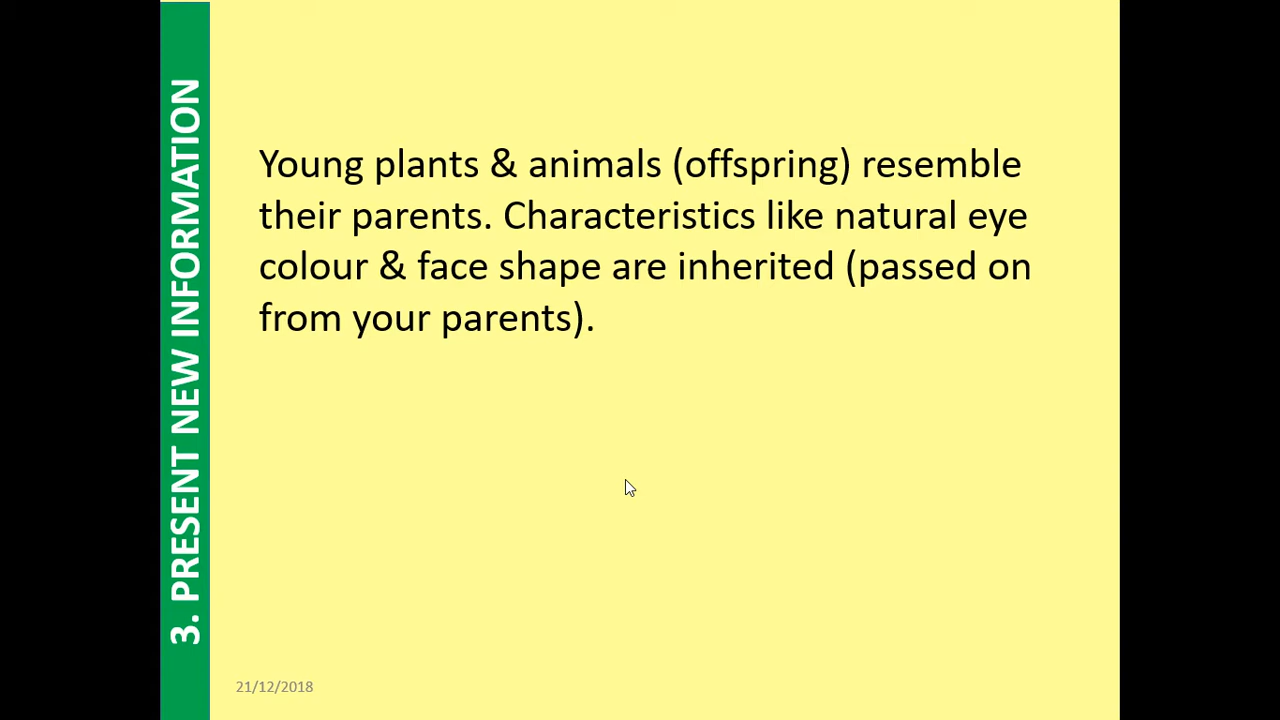 3. PRESENT NEW INFORMATION
Young plants & animals (offspring) resemble
their parents. Characteristics like natural eye
colour & face shape are inherited (passed on
from your parents).
21/12/2018